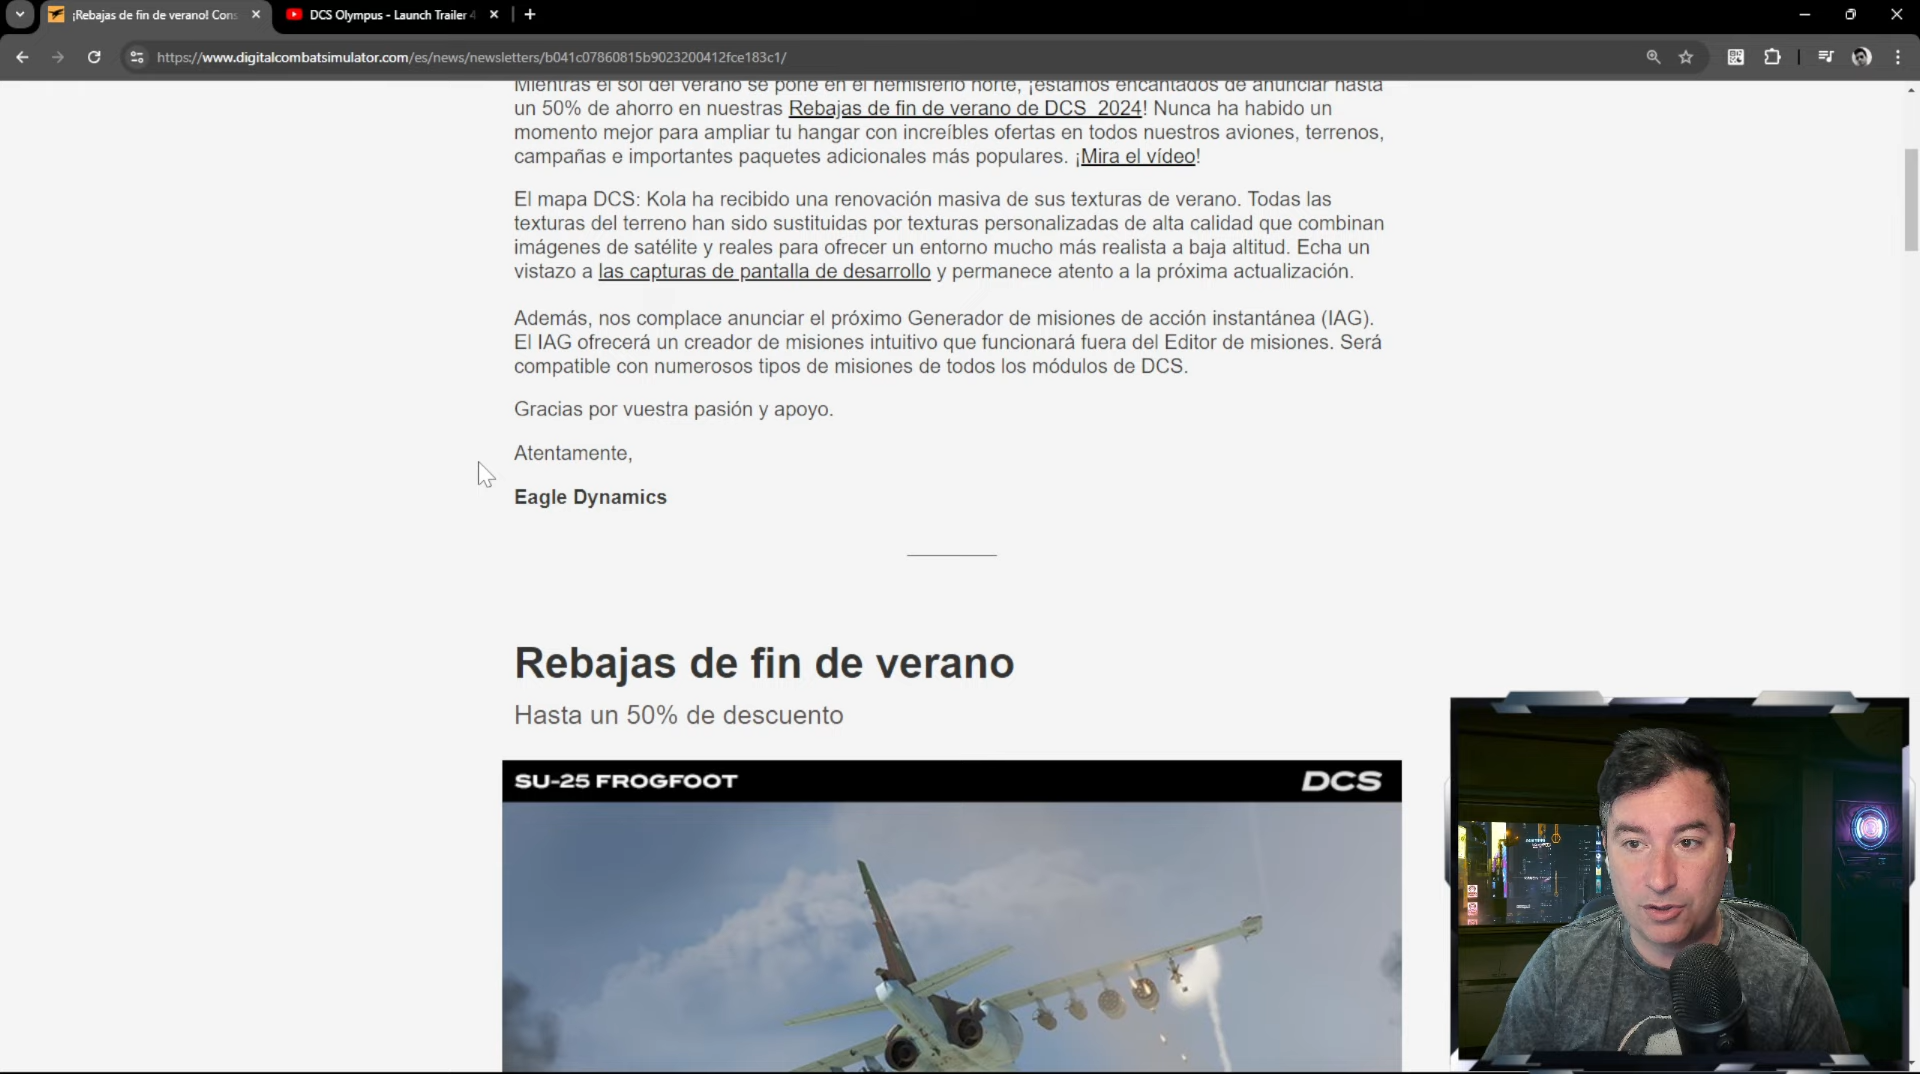 ¡Rebajas de fin de verano! Cons
DCS Olympus - Launch Trailer 4
https://www.digitalcombatsimulator.com/es/news/newsletters/b041c07860815b9023200412fce183c1/
Mientras el sol del verano se pone en el hemisferio norte, ¡estamos encantados de anunciar hasta
un 50% de ahorro en nuestras Rebajas de fin de verano de DCS 2024! Nunca ha habido un
momento mejor para ampliar tu hangar con increíbles ofertas en todos nuestros aviones, terrenos,
campañas e importantes paquetes adicionales más populares. ¡Mira el vídeo!
El mapa DCS: Kola ha recibido una renovación masiva de sus texturas de verano. Todas las
texturas del terreno han sido sustituidas por texturas personalizadas de alta calidad que combinan
imágenes de satélite y reales para ofrecer un entorno mucho más realista a baja altitud. Echa un
vistazo a las capturas de pantalla de desarrollo y permanece atento a la próxima actualización.
Además, nos complace anunciar el próximo Generador de misiones de acción instantánea (IAG).
El IAG ofrecerá un creador de misiones intuitivo que funcionará fuera del Editor de misiones. Será
compatible con numerosos tipos de misiones de todos los módulos de DCS.
Gracias por vuestra pasión y apoyo.
Atentamente,
Eagle Dynamics
Rebajas de fin de verano
Hasta un 50% de descuento
SU-25 FROGFOOT
DCS